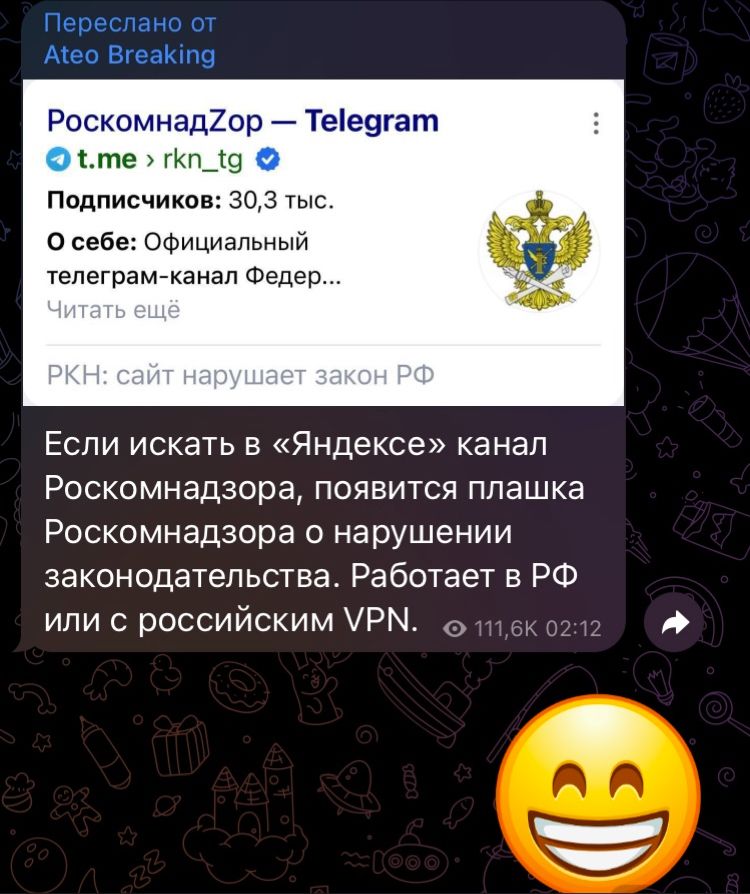 Переслано от
Ateo Breaking
РоскомнадZор — Telegram
t.me › rkn_tg
Подписчиков: 30,3 тыс.
О себе: Официальный
телеграм-канал Федер...
Читать ещё
РКН: сайт нарушает закон РФ
Если искать в «Яндексе» канал
Роскомнадзора, появится плашка
Роскомнадзора о нарушении
законодательства. Работает в РФ
или с российским VPN.
111,6K 02:12